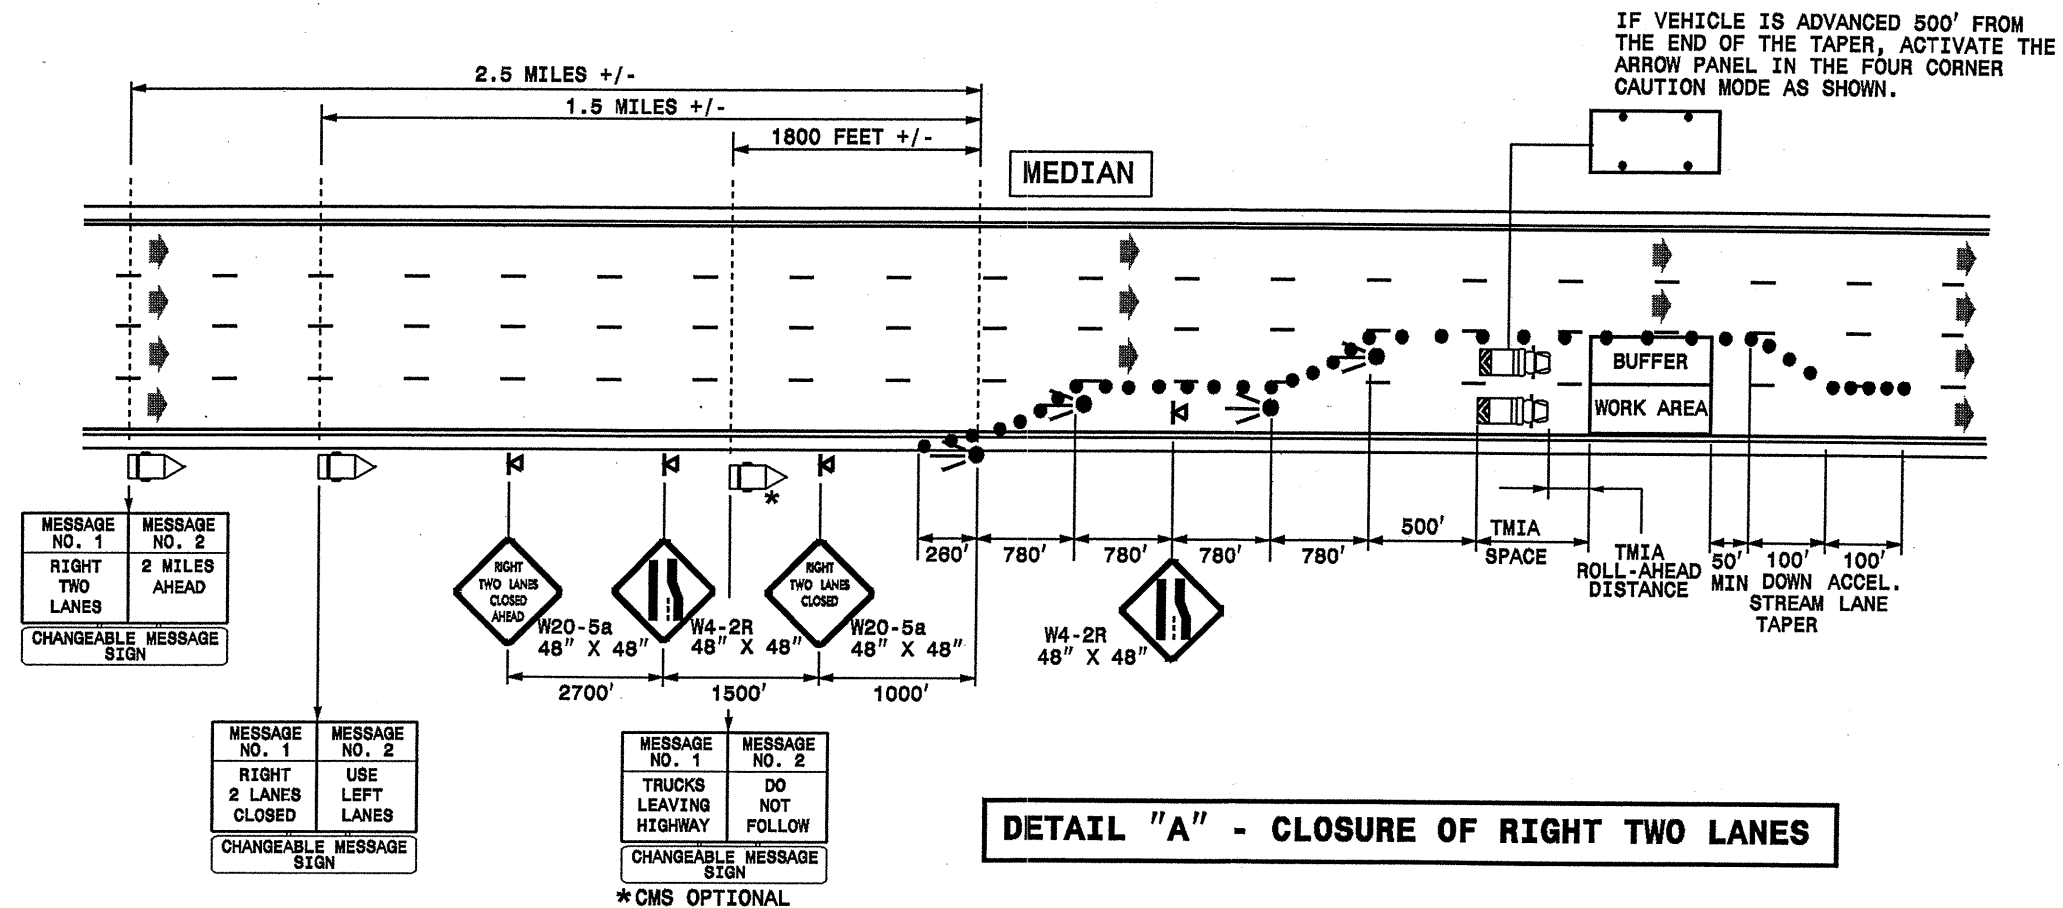 IF VEHICLE IS ADVANCED 500' FROM
THE END OF THE TAPER, ACTIVATE THE
ARROW PANEL IN THE FOUR CORNER
CAUTION MODE AS SHOWN.
2.5 MILES +/-
1.5 MILES +/-
1800 FEET +/-
MEDIAN
BUFFER
WORK AREA
*
MESSAGE NO. 1
MESSAGE NO. 2
RIGHT
TWO
LANES
2 MILES
AHEAD
CHANGEABLE MESSAGE
SIGN
RIGHT
TWO LANES
CLOSED
AHEAD
W20-5a
48" X 48"
W4-2R
48" X 48"
RIGHT
TWO LANES
CLOSED
W20-5a
48" X 48"
2700'
1500'
1000'
260'
780'
780'
780'
780'
500'
TMIA
SPACE
TMIA
ROLL-AHEAD
DISTANCE
50'
MIN
100'
DOWN
STREAM
TAPER
100'
ACCEL.
LANE
W4-2R
48" X 48"
MESSAGE NO. 1
MESSAGE NO. 2
RIGHT
2 LANES
CLOSED
USE
LEFT
LANES
CHANGEABLE MESSAGE
SIGN
MESSAGE NO. 1
MESSAGE NO. 2
TRUCKS
LEAVING
HIGHWAY
DO
NOT
FOLLOW
CHANGEABLE MESSAGE
SIGN
*CMS OPTIONAL
DETAIL "A" - CLOSURE OF RIGHT TWO LANES